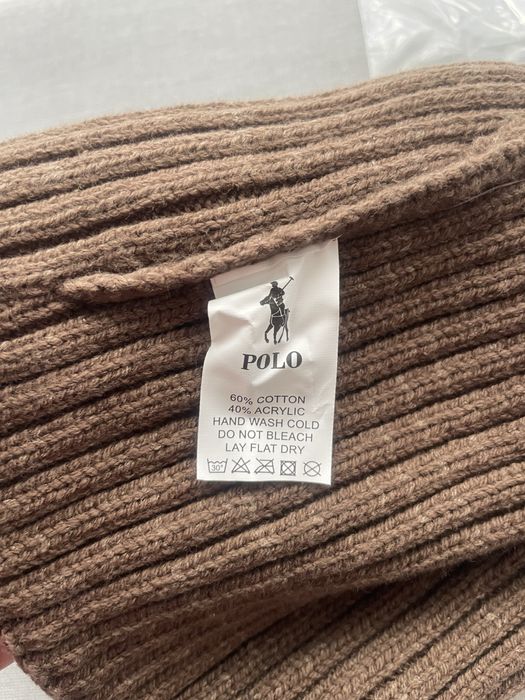 POLO
60% COTTON
40% ACRYLIC
HAND WASH COLD
DO NOT BLEACH
LAY FLAT DRY
30°